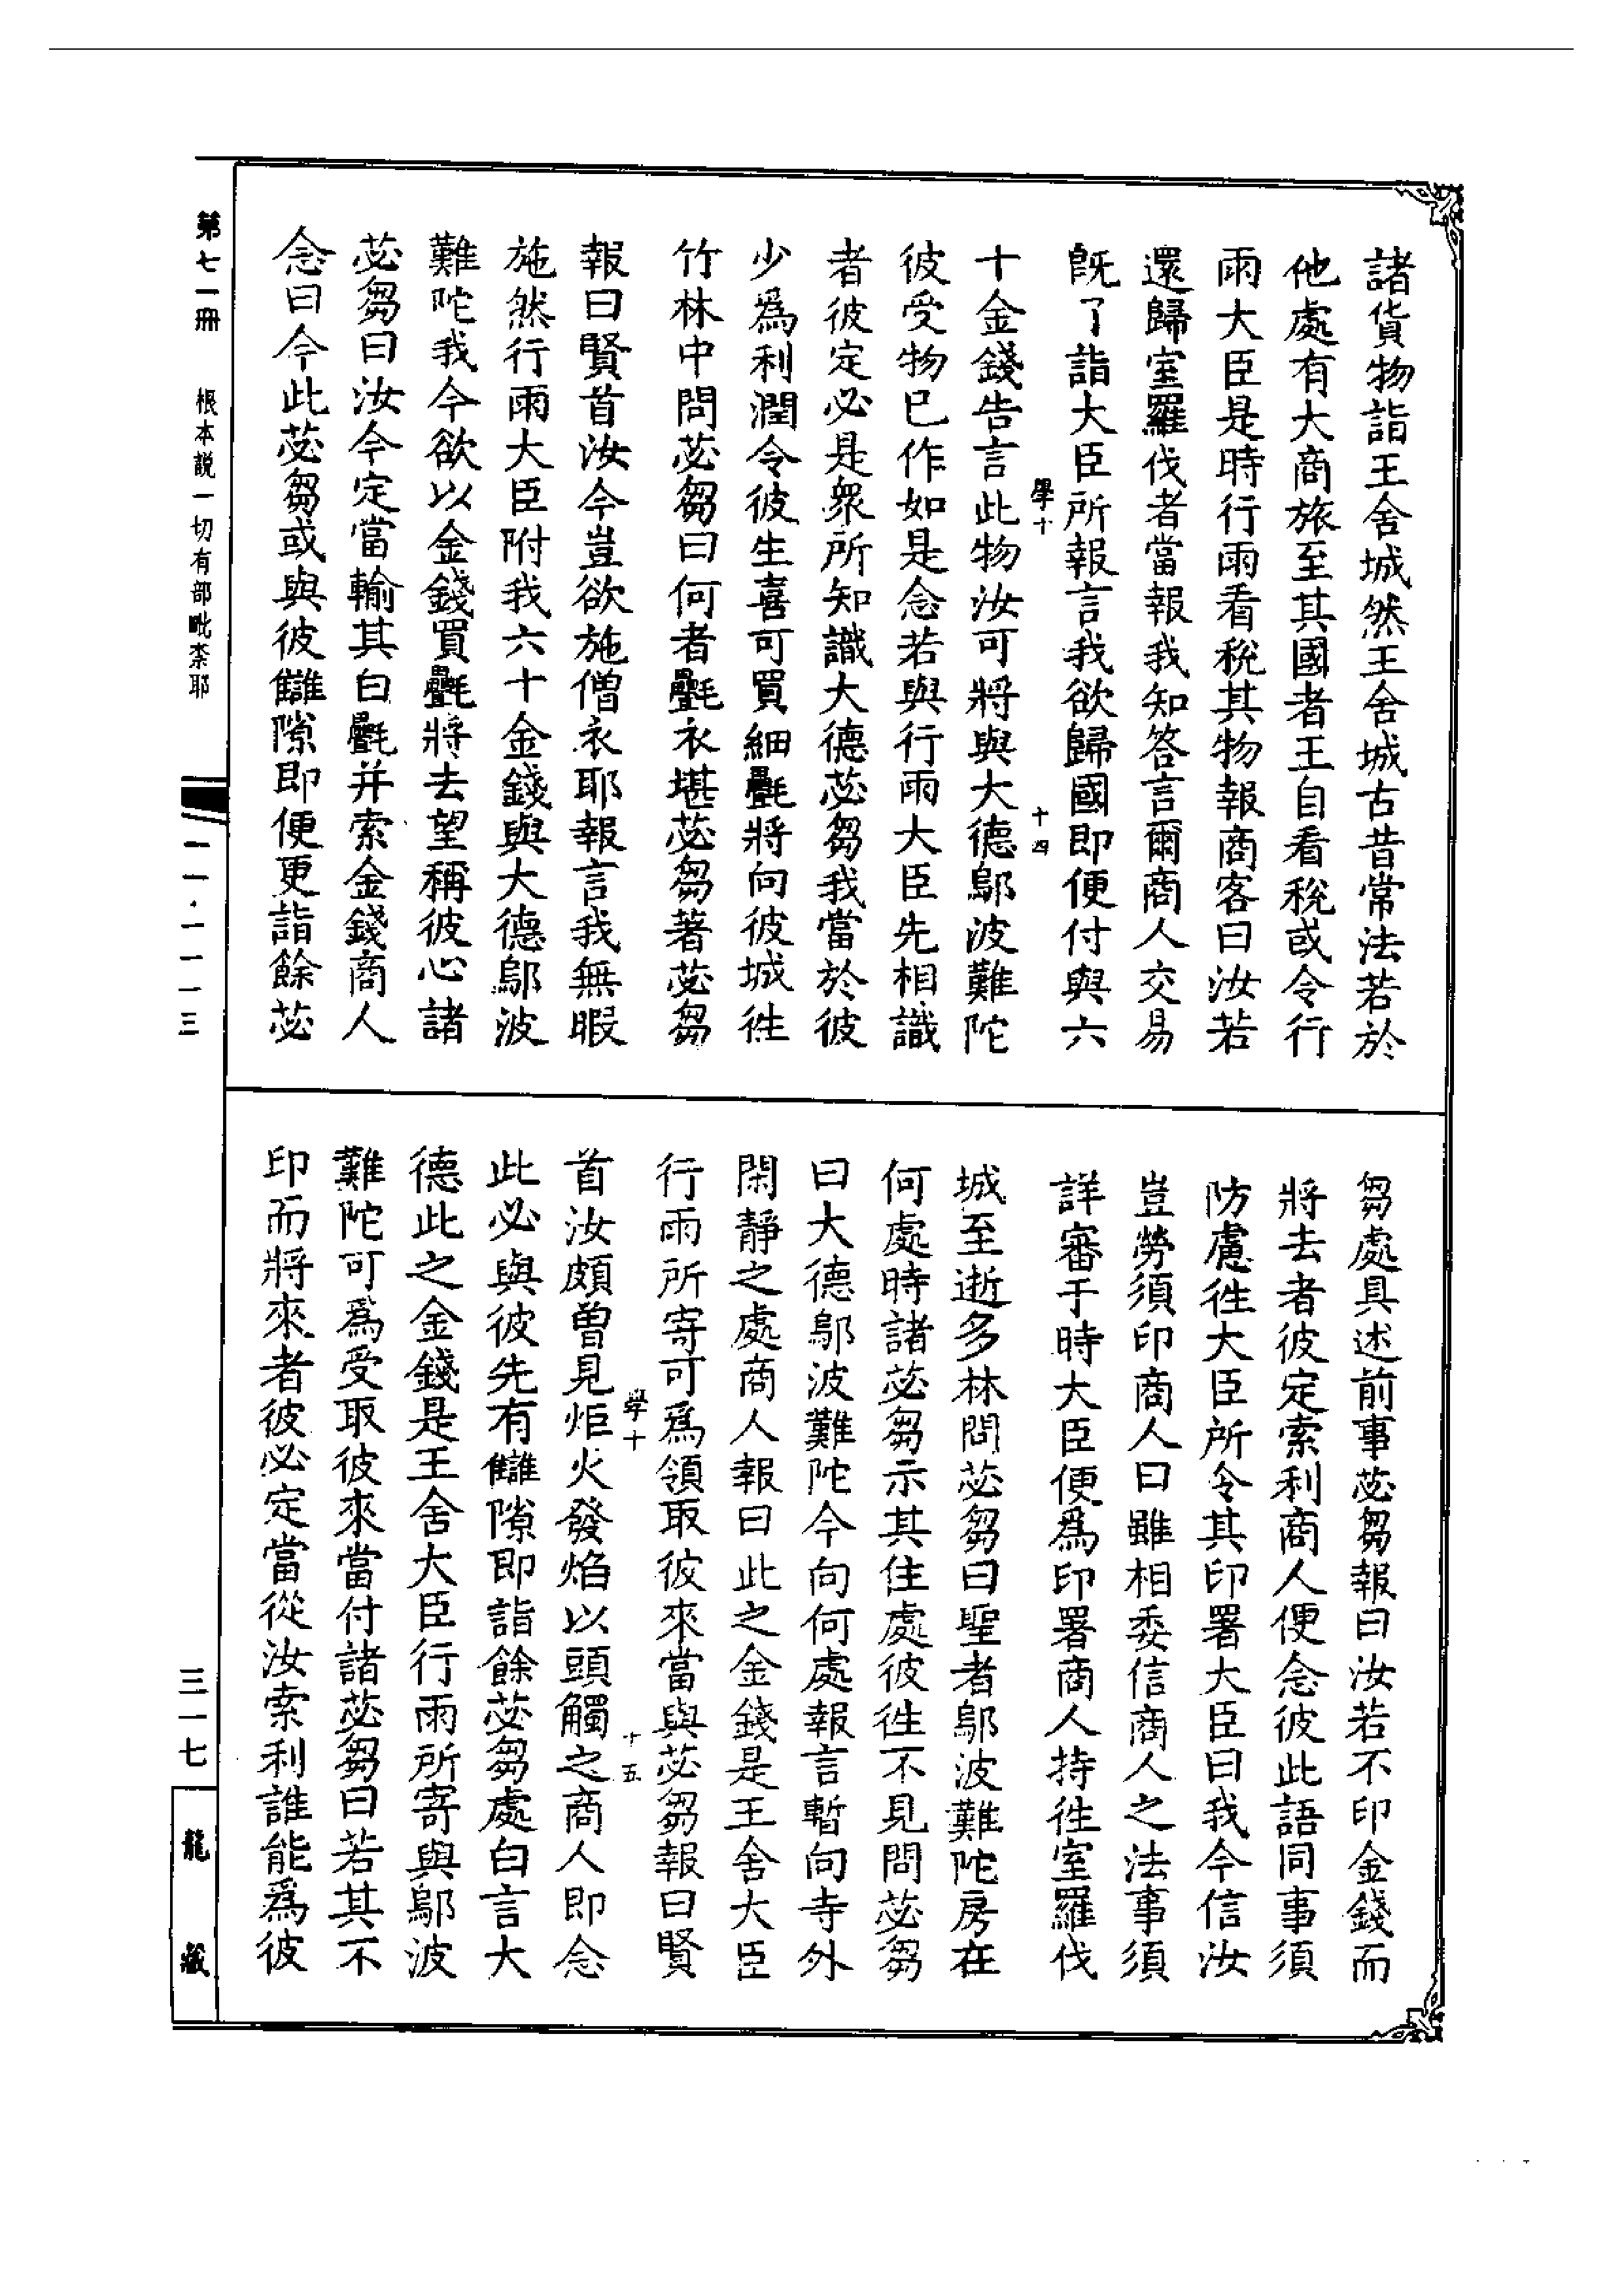 諸貨物詣王舍城然王舍城古昔常法若於
他處有大商旅至其國者王自看稅或令行
雨大臣是時行雨看稅其物報商客曰汝若
還歸室羅伐者當報我知答言爾商人交易
旣了詣大臣所報言我欲歸國即便付與六
學十
十四
十金錢告言此物汝可將與大德鄔波難陀
彼受物已作如是念若與行雨大臣先相識
者彼定必是衆所知識大德苾芻我當於彼
少爲利潤令彼生喜可買細㲲將向彼城徃
竹林中問苾芻曰何者㲲衣堪苾芻著苾芻
報曰賢首汝今豈欲施僧衣耶報言我無暇
施然行雨大臣附我六十金錢與大德鄔波
難陀我今欲以金錢買㲲將去望稱彼心諸
苾芻曰汝今定當輸其白㲲并索金錢商人
念曰今此苾芻或與彼讎隙即便更詣餘苾
芻處具述前事苾芻報曰汝若不印金錢而
將去者彼定索利商人便念彼此語同事須
防慮徃大臣所令其印署大臣曰我今信汝
豈勞須印商人曰雖相委信商人之法事須
詳審于時大臣便爲印署商人持徃室羅伐
城至逝多林問苾芻曰聖者鄔波難陀房在
何處時諸苾芻示其住處彼徃不見問苾芻
曰大德鄔波難陀今向何處報言暫向寺外
閑靜之處商人報曰此之金錢是王舍大臣
行雨所寄可爲領取彼來當與苾芻報曰賢
學十
十五
首汝頗曾見炬火發焰以頭觸之商人即念
此必與彼先有讎隙即詣餘苾芻處白言大
德此之金錢是王舍大臣行雨所寄與鄔波
難陀可爲受取彼來當付諸苾芻曰若其不
印而將來者彼必定當從汝索利誰能爲彼
第七一冊 根本説一切有部毗柰耶
一一·一一一三
三一七
龍藏